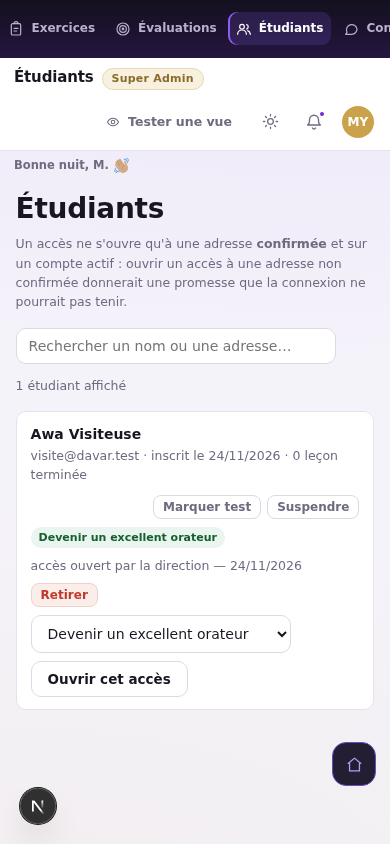 Exercices Évaluations Étudiants Con
Étudiants Super Admin
Tester une vue MY
Bonne nuit, M. 👋🏽
Étudiants
Un accès ne s'ouvre qu'à une adresse confirmée et sur
un compte actif : ouvrir un accès à une adresse non
confirmée donnerait une promesse que la connexion ne
pourrait pas tenir.
Rechercher un nom ou une adresse…
1 étudiant affiché
Awa Visiteuse
visite@davar.test · inscrit le 24/11/2026 · 0 leçon
terminée
Marquer test Suspendre
Devenir un excellent orateur
accès ouvert par la direction — 24/11/2026
Retirer
Devenir un excellent orateur
Ouvrir cet accès
N